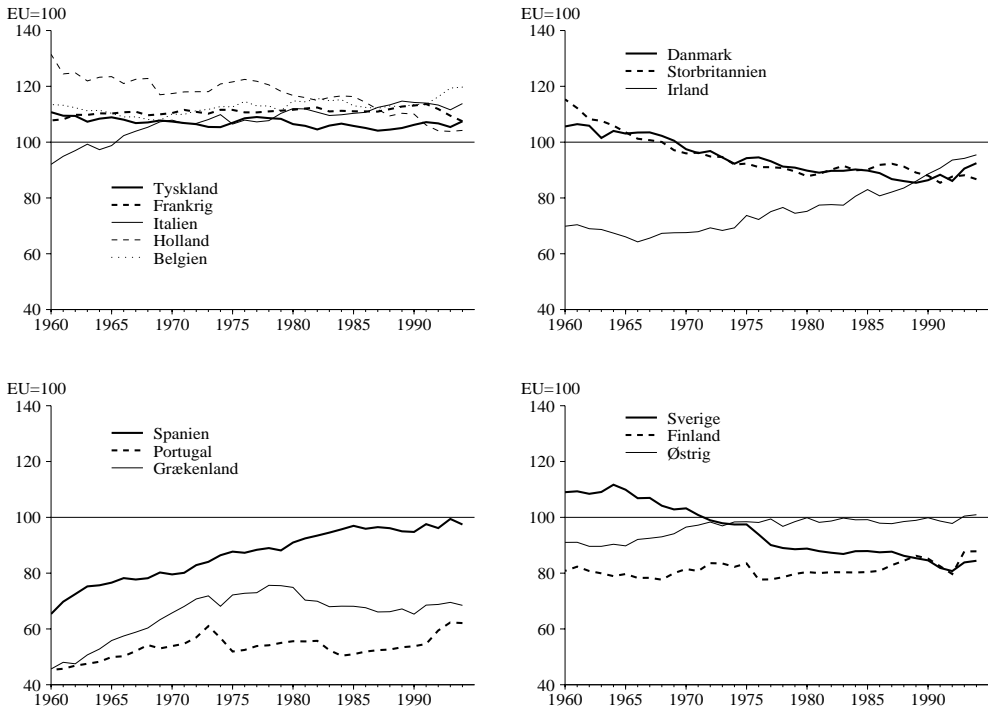 EU=100
140
120
100
80
60
40
1960 1965 1970 1975 1980 1985 1990
Tyskland
Frankrig
Italien
Holland
Belgien
EU=100
140
120
100
80
60
40
1960 1965 1970 1975 1980 1985 1990
Danmark
Storbritannien
Irland
EU=100
140
120
100
80
60
40
1960 1965 1970 1975 1980 1985 1990
Spanien
Portugal
Grækenland
EU=100
140
120
100
80
60
40
1960 1965 1970 1975 1980 1985 1990
Sverige
Finland
Østrig